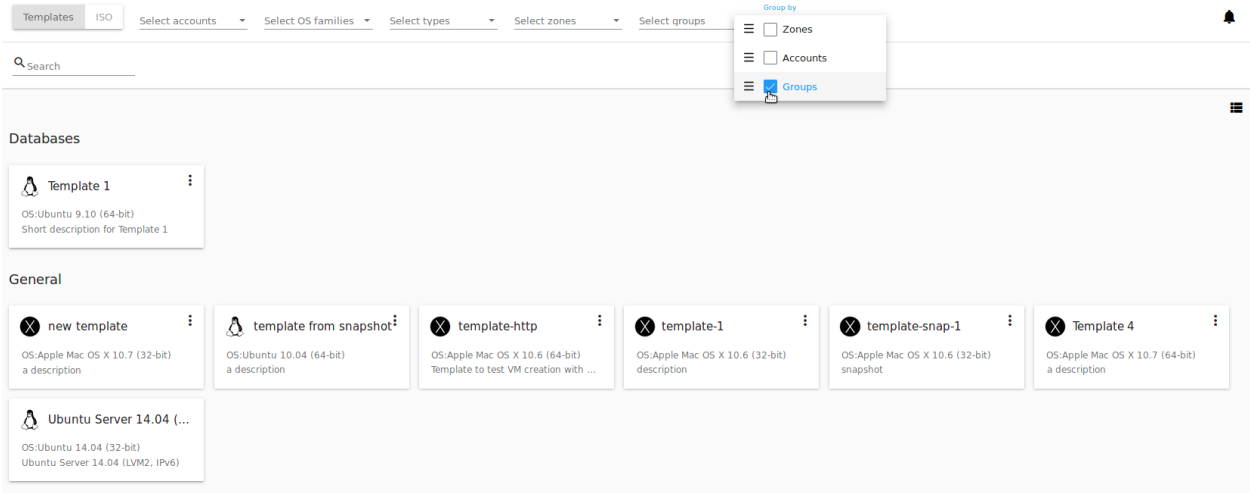 Group by
Templates ISO Select accounts Select OS families Select types Select zones Select groups
Zones
Accounts
Groups
Search
Databases
Template 1
OS:Ubuntu 9.10 (64-bit)
Short description for Template 1
General
new template
OS:Apple Mac OS X 10.7 (32-bit)
a description
template from snapshot
OS:Ubuntu 10.04 (64-bit)
a description
template-http
OS:Apple Mac OS X 10.6 (64-bit)
Template to test VM creation with ...
template-1
OS:Apple Mac OS X 10.6 (32-bit)
description
template-snap-1
OS:Apple Mac OS X 10.6 (32-bit)
snapshot
Template 4
OS:Apple Mac OS X 10.7 (64-bit)
a description
Ubuntu Server 14.04 (...
OS:Ubuntu 14.04 (32-bit)
Ubuntu Server 14.04 (LVM2, IPv6)